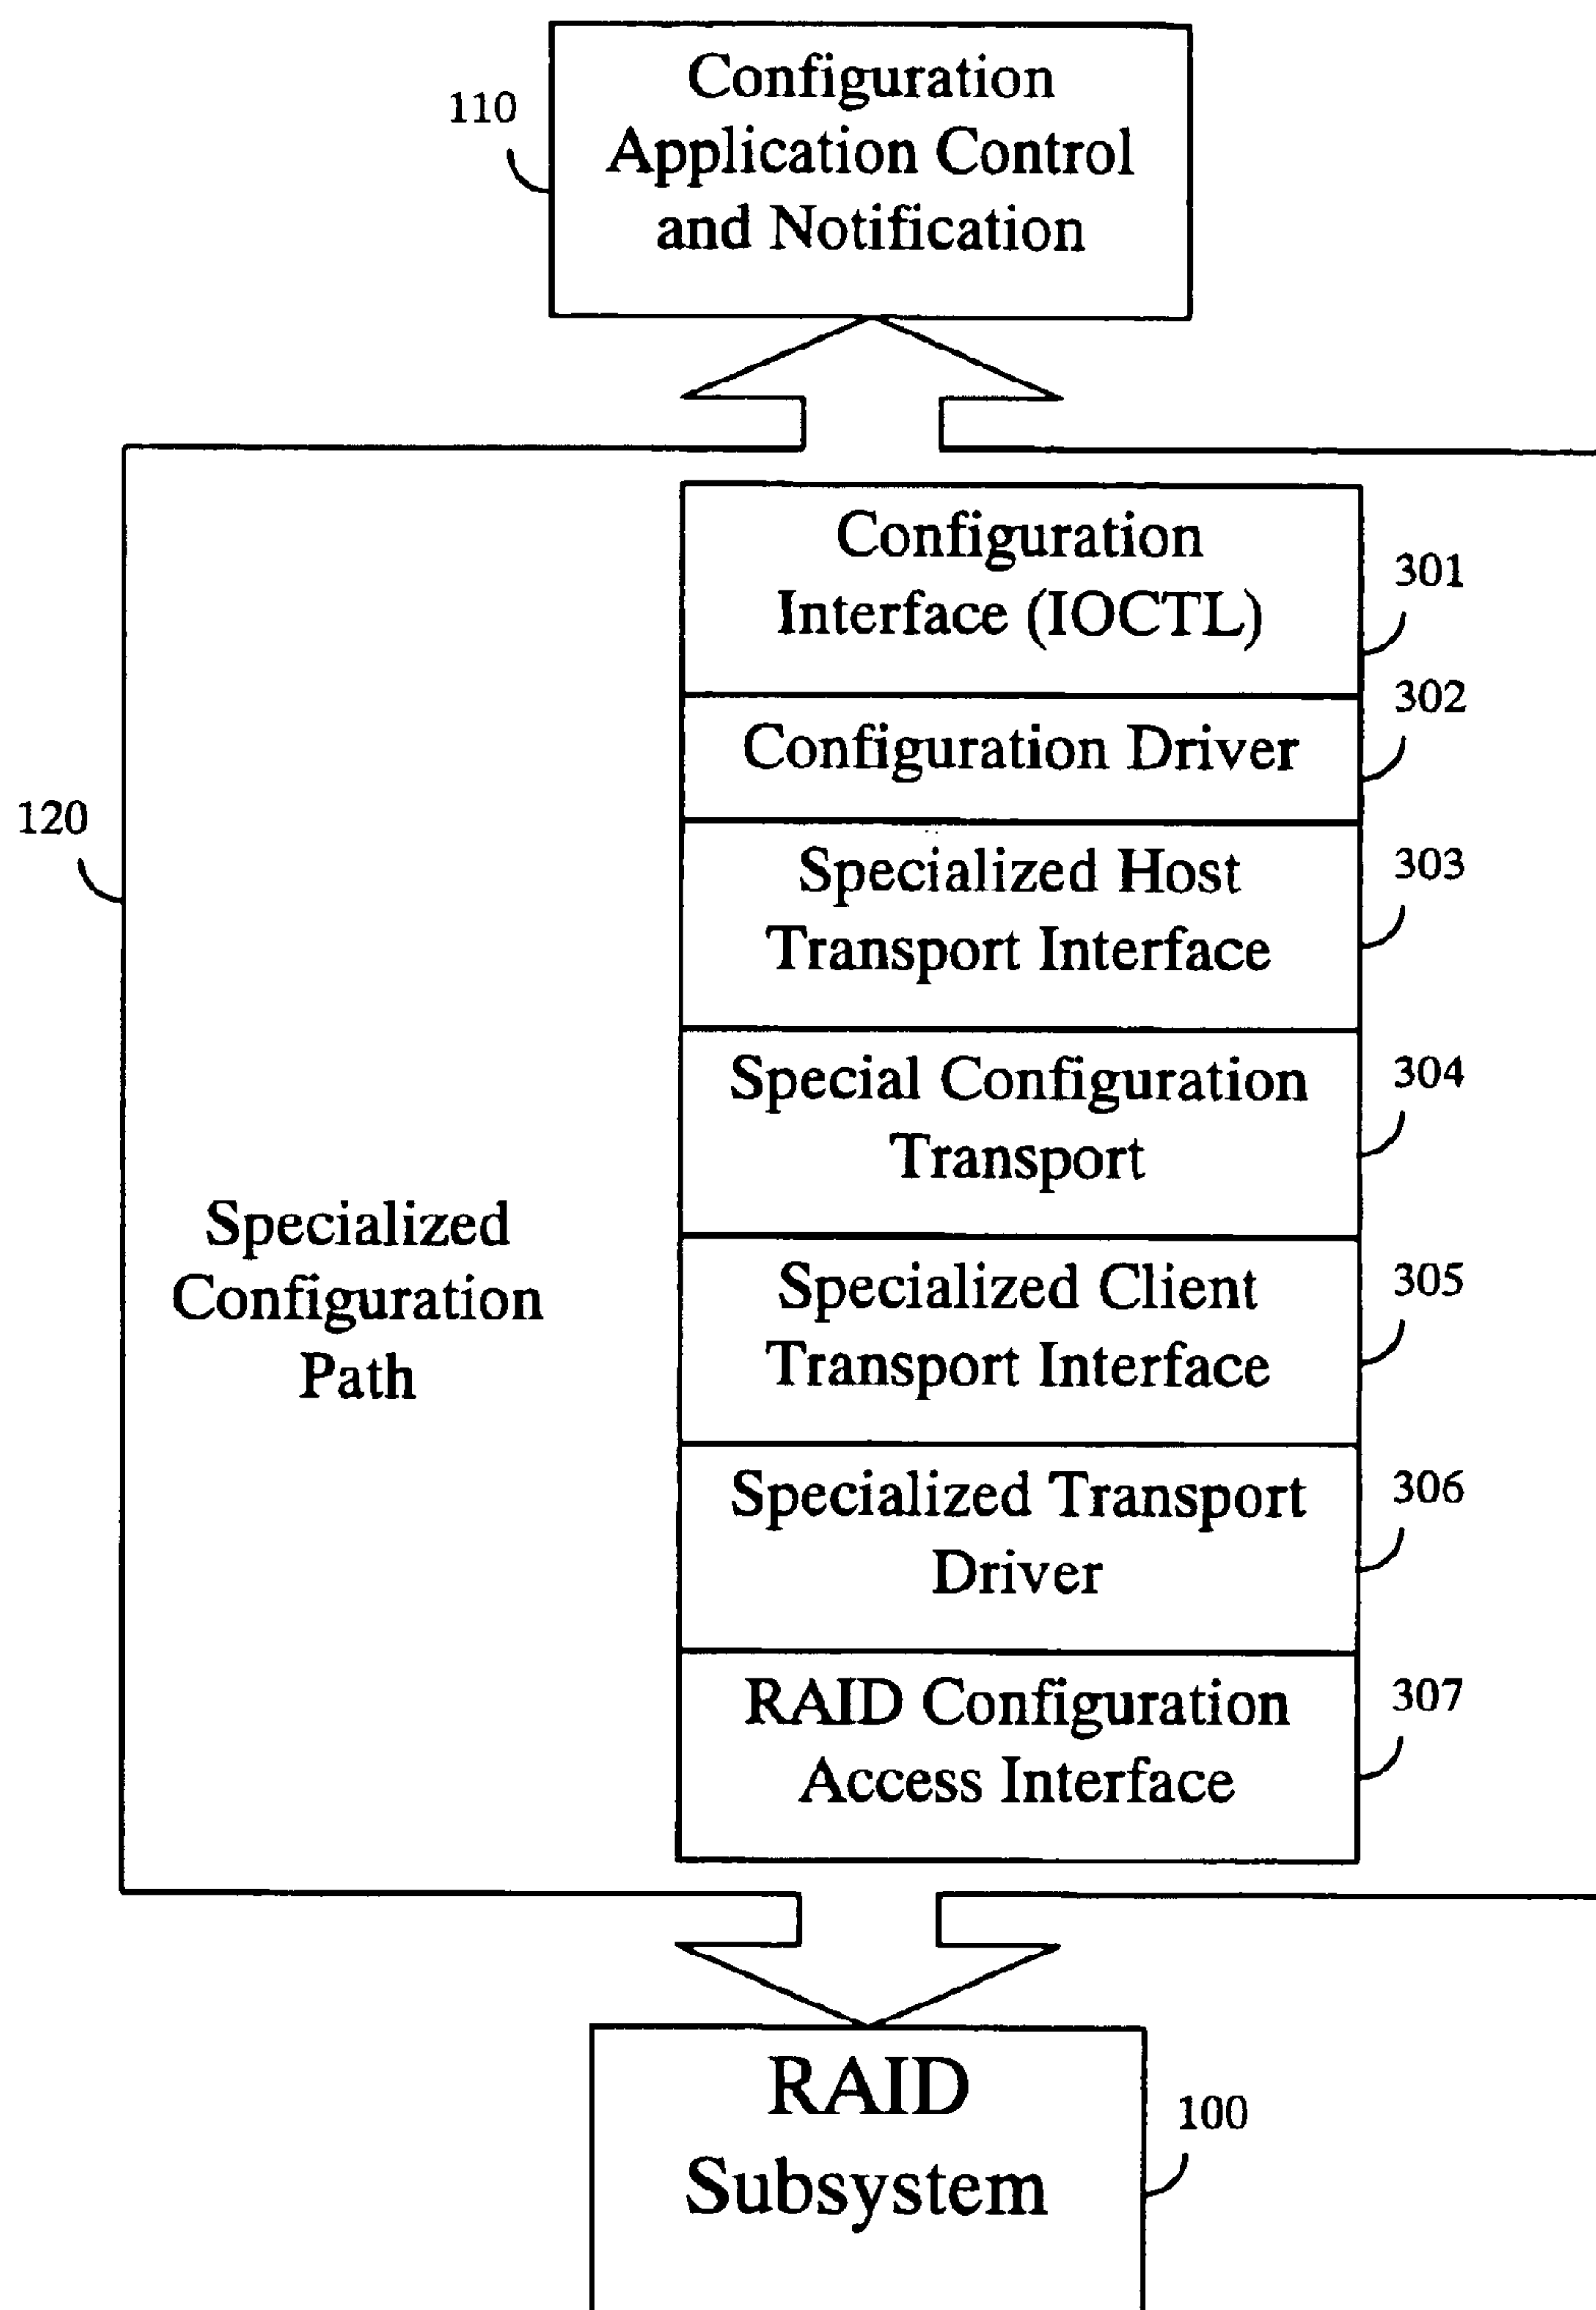 Configuration
Application Control
and Notification
110
Configuration
Interface (IOCTL)
301
Configuration Driver
302
120
Specialized Host
Transport Interface
303
Special Configuration
Transport
304
Specialized
Configuration
Path
Specialized Client
Transport Interface
305
Specialized Transport
Driver
306
RAID Configuration
Access Interface
307
RAID
Subsystem
100